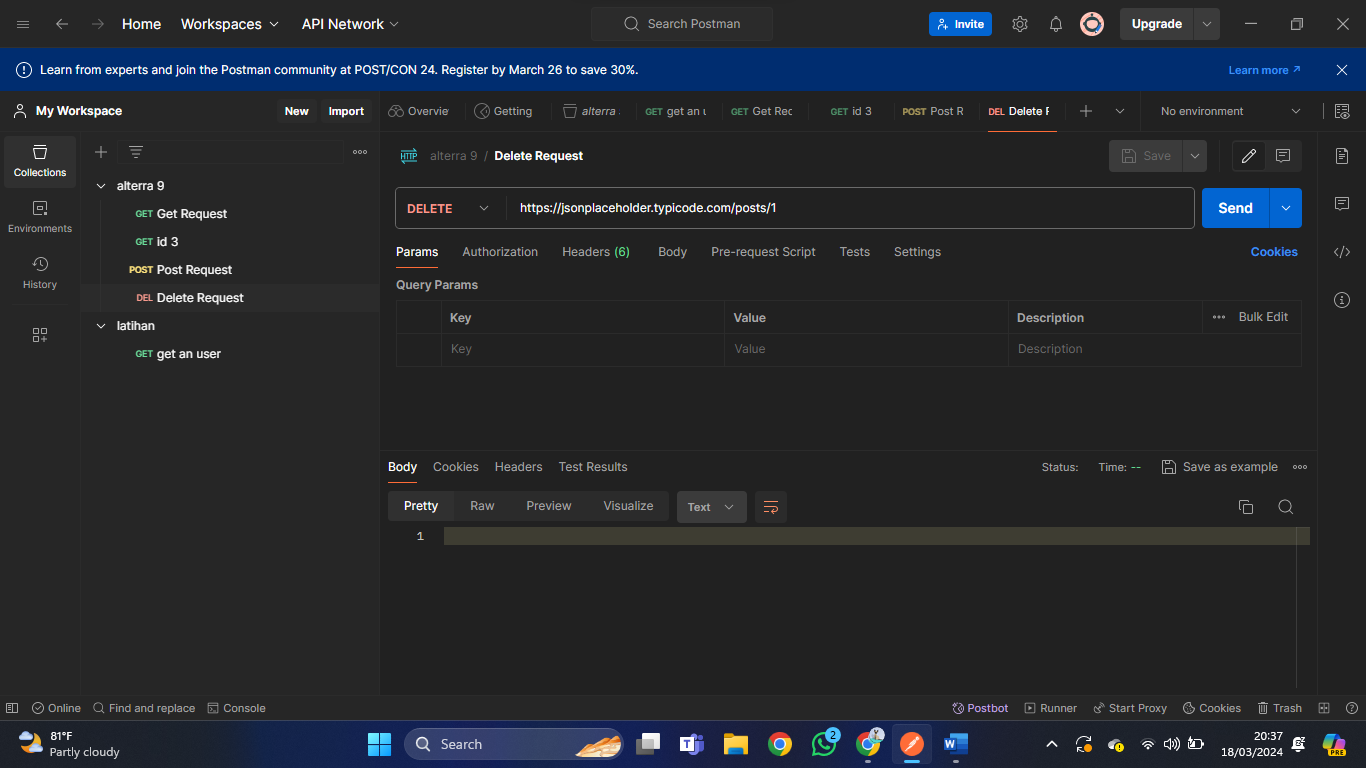 Home Workspaces API Network Search Postman Invite Upgrade
Learn from experts and join the Postman community at POST/CON 24. Register by March 26 to save 30%. Learn more
My Workspace New Import Overvie Getting alterra GET get an u GET Get Rec GET id 3 POST Post R DEL Delete F No environment
Collections
Environments
History
alterra 9
GET Get Request
GET id 3
POST Post Request
DEL Delete Request
latihan
GET get an user
HTTP alterra 9 / Delete Request Save
DELETE https://jsonplaceholder.typicode.com/posts/1 Send
Params Authorization Headers (6) Body Pre-request Script Tests Settings Cookies
Query Params
Key Value Description Bulk Edit
Key Value Description
Body Cookies Headers Test Results Status: Time: -- Save as example
Pretty Raw Preview Visualize Text
1
Online Find and replace Console Postbot Runner Start Proxy Cookies Trash
81°F
Partly cloudy
Search
2
20:37
18/03/2024
PRE